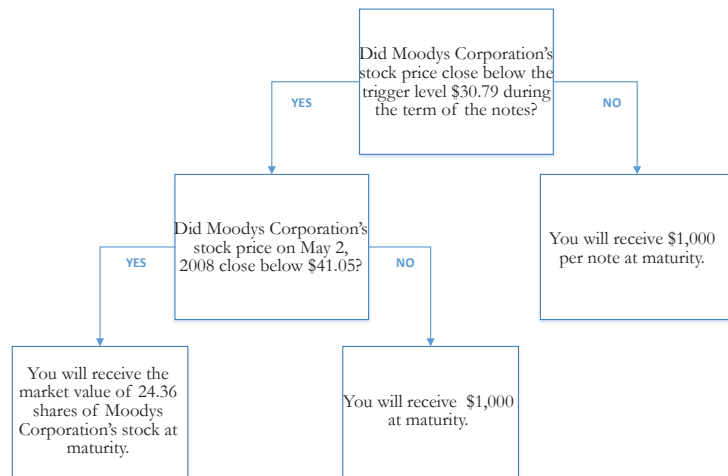 Did Moodys Corporation's
stock price close below the
trigger level $30.79 during
the term of the notes?
YES
NO
Did Moodys Corporation's
stock price on May 2,
2008 close below $41.05?
You will receive $1,000
per note at maturity.
YES
NO
You will receive the
market value of 24.36
shares of Moodys
Corporation's stock at
maturity.
You will receive $1,000
at maturity.